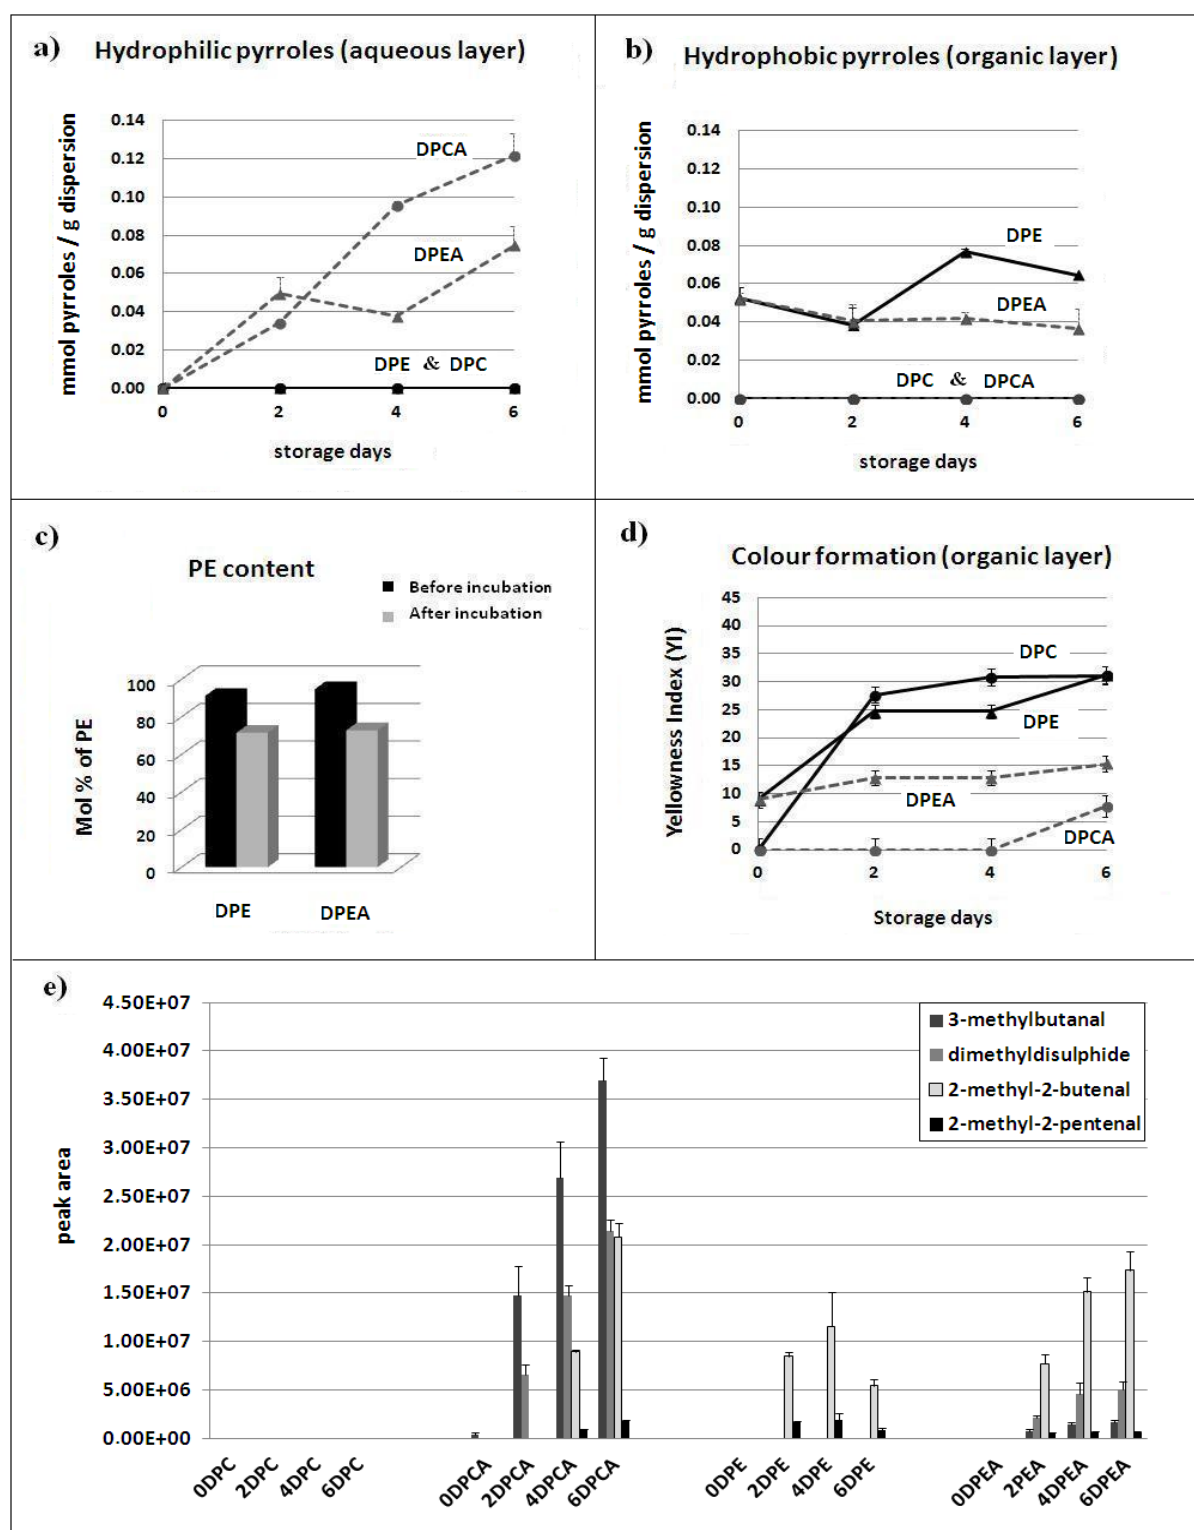 a)
Hydrophilic pyrroles (aqueous layer)
mmol pyrroles / g dispersion
0.14
0.12
0.10
0.08
0.06
0.04
0.02
0.00
DPCA
DPEA
DPE & DPC
0 2 4 6
storage days
b)
Hydrophobic pyrroles (organic layer)
mmol pyrroles / g dispersion
0.14
0.12
0.10
0.08
0.06
0.04
0.02
0.00
DPE
DPEA
DPC & DPCA
0 2 4 6
storage days
c)
PE content
Before incubation
After incubation
Mol % of PE
100
80
60
40
20
0
DPE DPEA
d)
Colour formation (organic layer)
Yellowness Index (YI)
45
40
35
30
25
20
15
10
5
0
DPC
DPE
DPEA
DPCA
0 2 4 6
Storage days
e)
peak area
4.50E+07
4.00E+07
3.50E+07
3.00E+07
2.50E+07
2.00E+07
1.50E+07
1.00E+07
5.00E+06
0.00E+00
3-methylbutanal
dimethyldisulphide
2-methyl-2-butenal
2-methyl-2-pentenal
0DPC 2DPC 4DPC 6DPC 0DPCA 2DPCA 4DPCA 6DPCA 0DPE 2DPE 4DPE 6DPE 0DPEA 2PEA 4DPEA 6DPEA